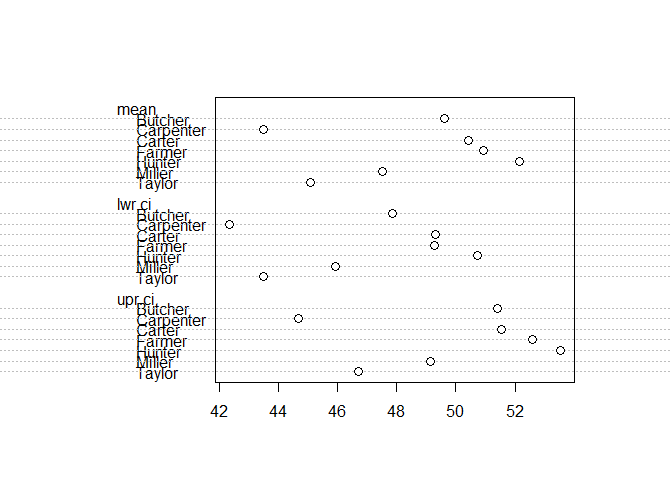 mean
Butcher
Carpenter
Carter
Farmer
Hunter
Miller
Taylor
lwr.ci
Butcher
Carpenter
Carter
Farmer
Hunter
Miller
Taylor
upr.ci
Butcher
Carpenter
Carter
Farmer
Hunter
Miller
Taylor
42 44 46 48 50 52